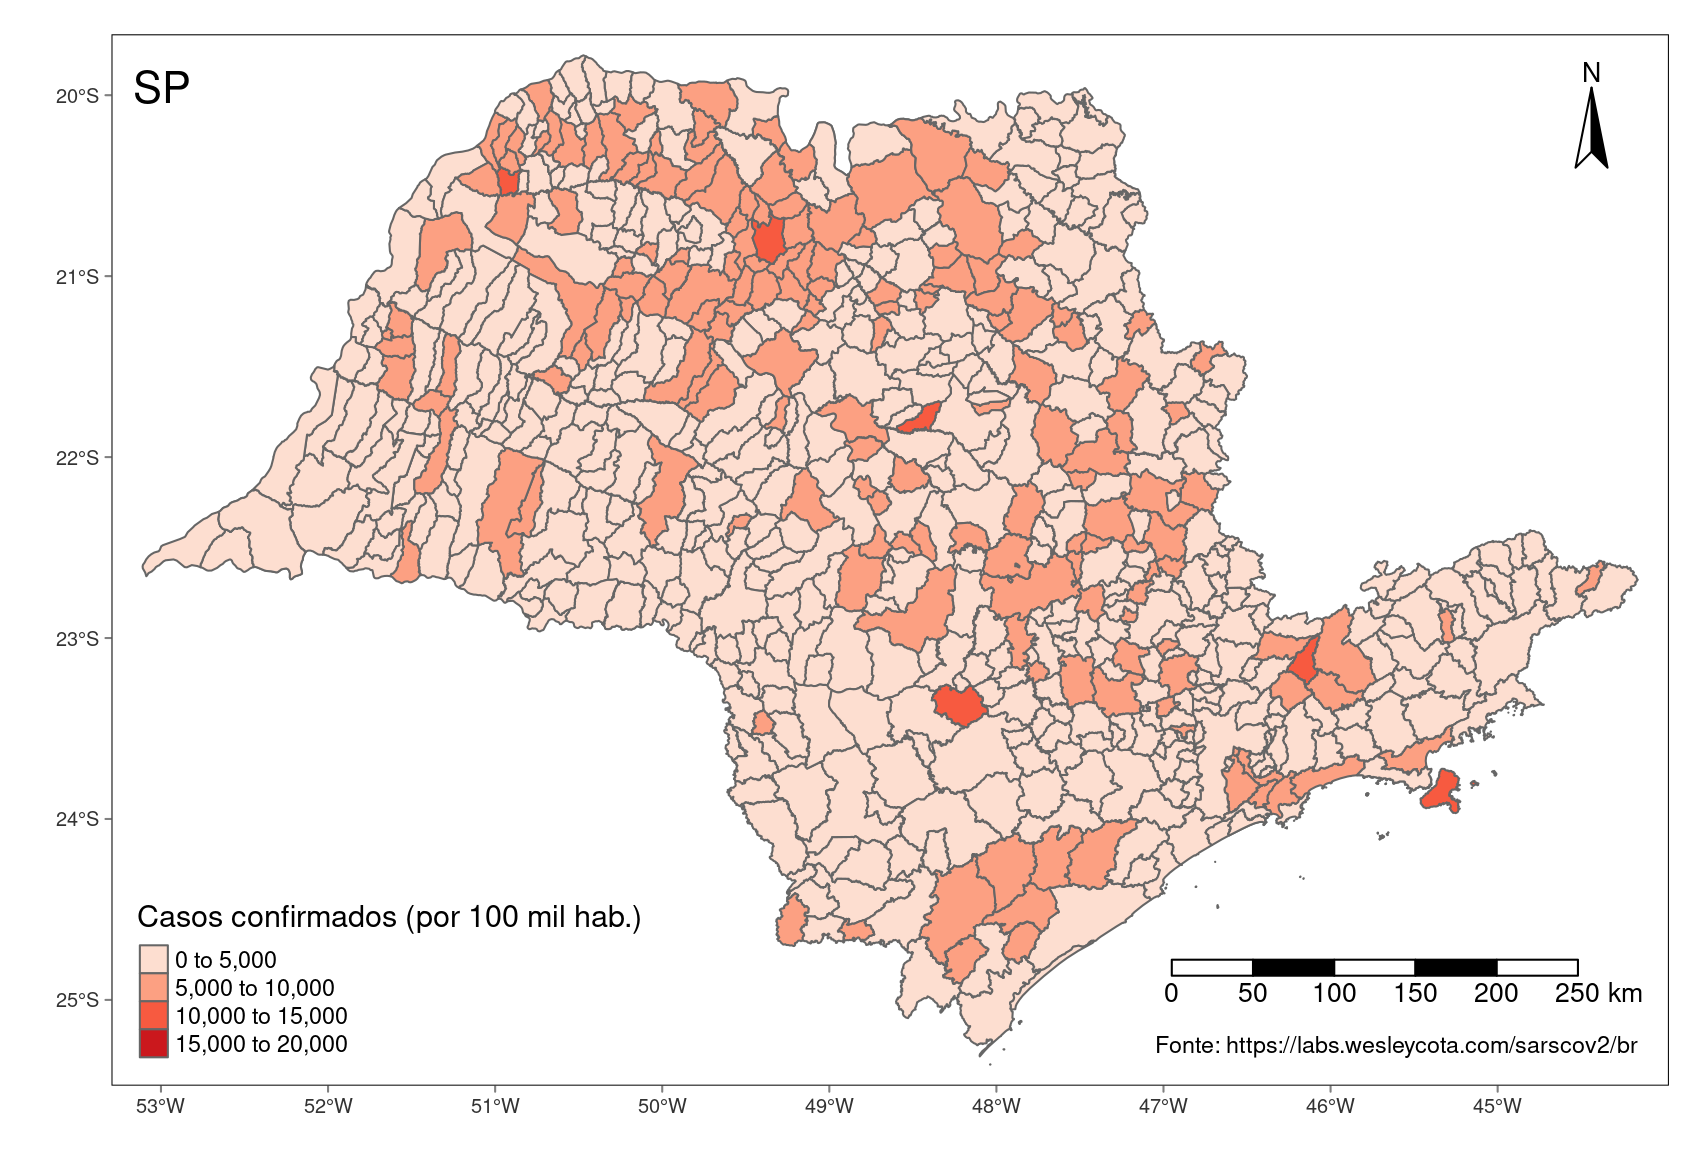 SP
N
20°S
21°S
22°S
23°S
24°S
25°S
Casos confirmados (por 100 mil hab.)
0 to 5,000
5,000 to 10,000
10,000 to 15,000
15,000 to 20,000
0 50 100 150 200 250 km
Fonte: https://labs.wesleycota.com/sarscov2/br
53°W 52°W 51°W 50°W 49°W 48°W 47°W 46°W 45°W